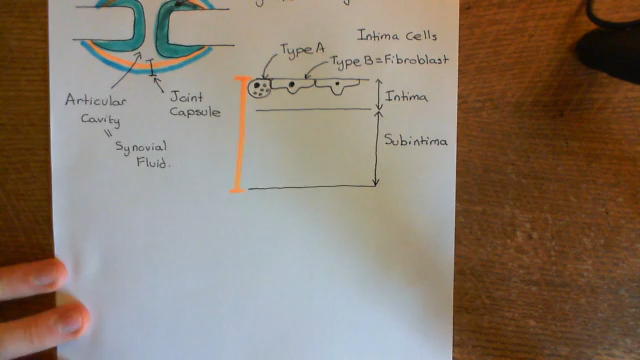 Intima Cells
Type A
Type B = Fibroblast
Articular
Cavity
=
Synovial
Fluid.
Joint
Capsule
Intima
Subintima